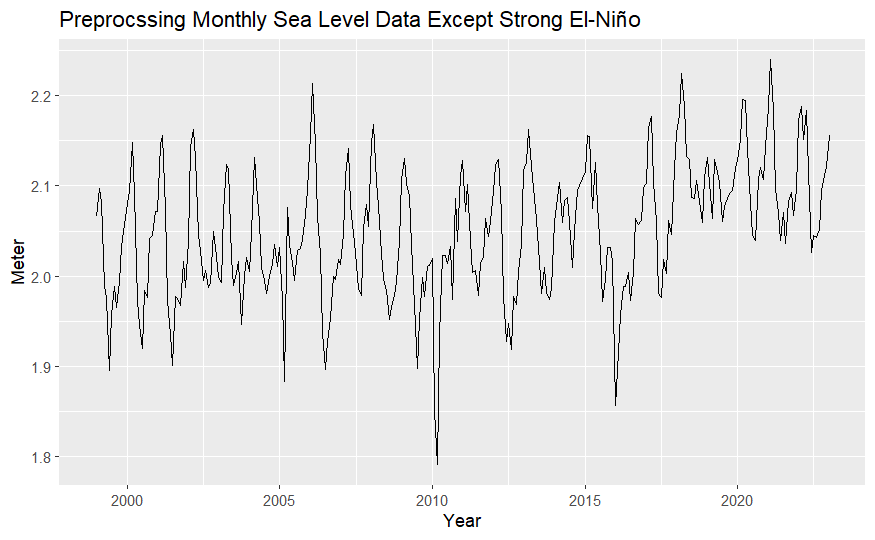 Preprocssing Monthly Sea Level Data Except Strong El-Niño
2.2
2.1
2.0
1.9
1.8
Meter
2000 2005 2010 2015 2020
Year